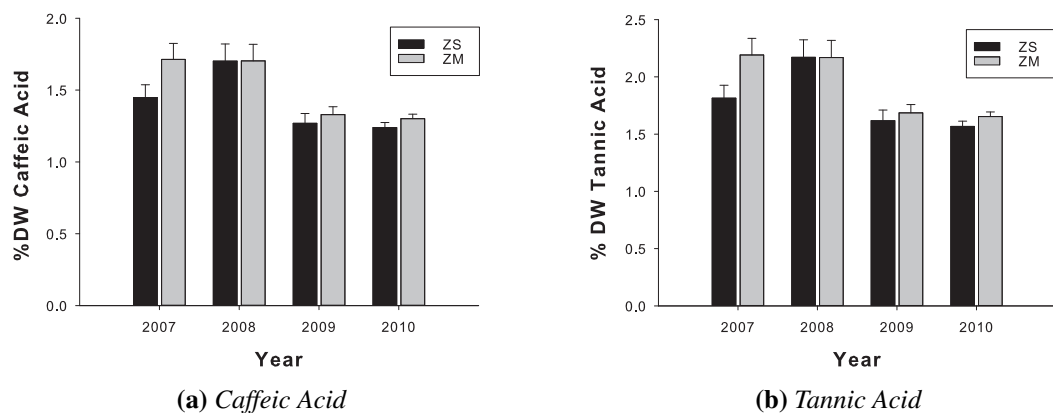 2.0
1.5
1.0
0.5
0.0
%DW Caffeic Acid
ZS
ZM
2007 2008 2009 2010
Year
(a) Caffeic Acid
2.5
2.0
1.5
1.0
0.5
0.0
% DW Tannic Acid
ZS
ZM
2007 2008 2009 2010
Year
(b) Tannic Acid